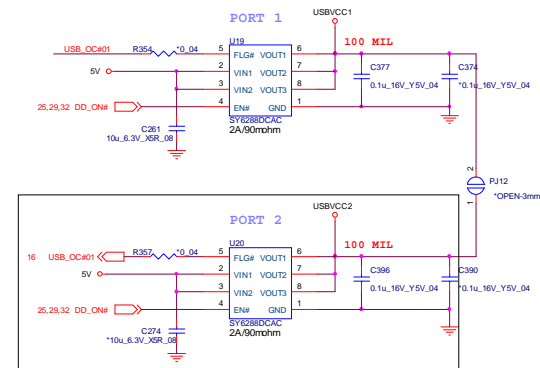 PORT 1
USBVCC1
U19
100 MIL
USB_OC#01 R354 *0_04 5 FLG# VOUT1 6
5V 2 VIN1 VOUT2 7
3 VIN2 VOUT3 8
25,29,32 DD_ON# 4 EN# GND 1
C377
0.1u_16V_Y5V_04
C374
*0.1u_16V_Y5V_04
SY6288DCAC
2A/90mohm
C261
10u_6.3V_X5R_08
2
PJ12
*OPEN-3mm
1
PORT 2
USBVCC2
U20
100 MIL
16 USB_OC#01 R357 *0_04 5 FLG# VOUT1 6
5V 2 VIN1 VOUT2 7
3 VIN2 VOUT3 8
25,29,32 DD_ON# 4 EN# GND 1
C396
0.1u_16V_Y5V_04
C390
*0.1u_16V_Y5V_04
SY6288DCAC
2A/90mohm
C274
*10u_6.3V_X5R_08